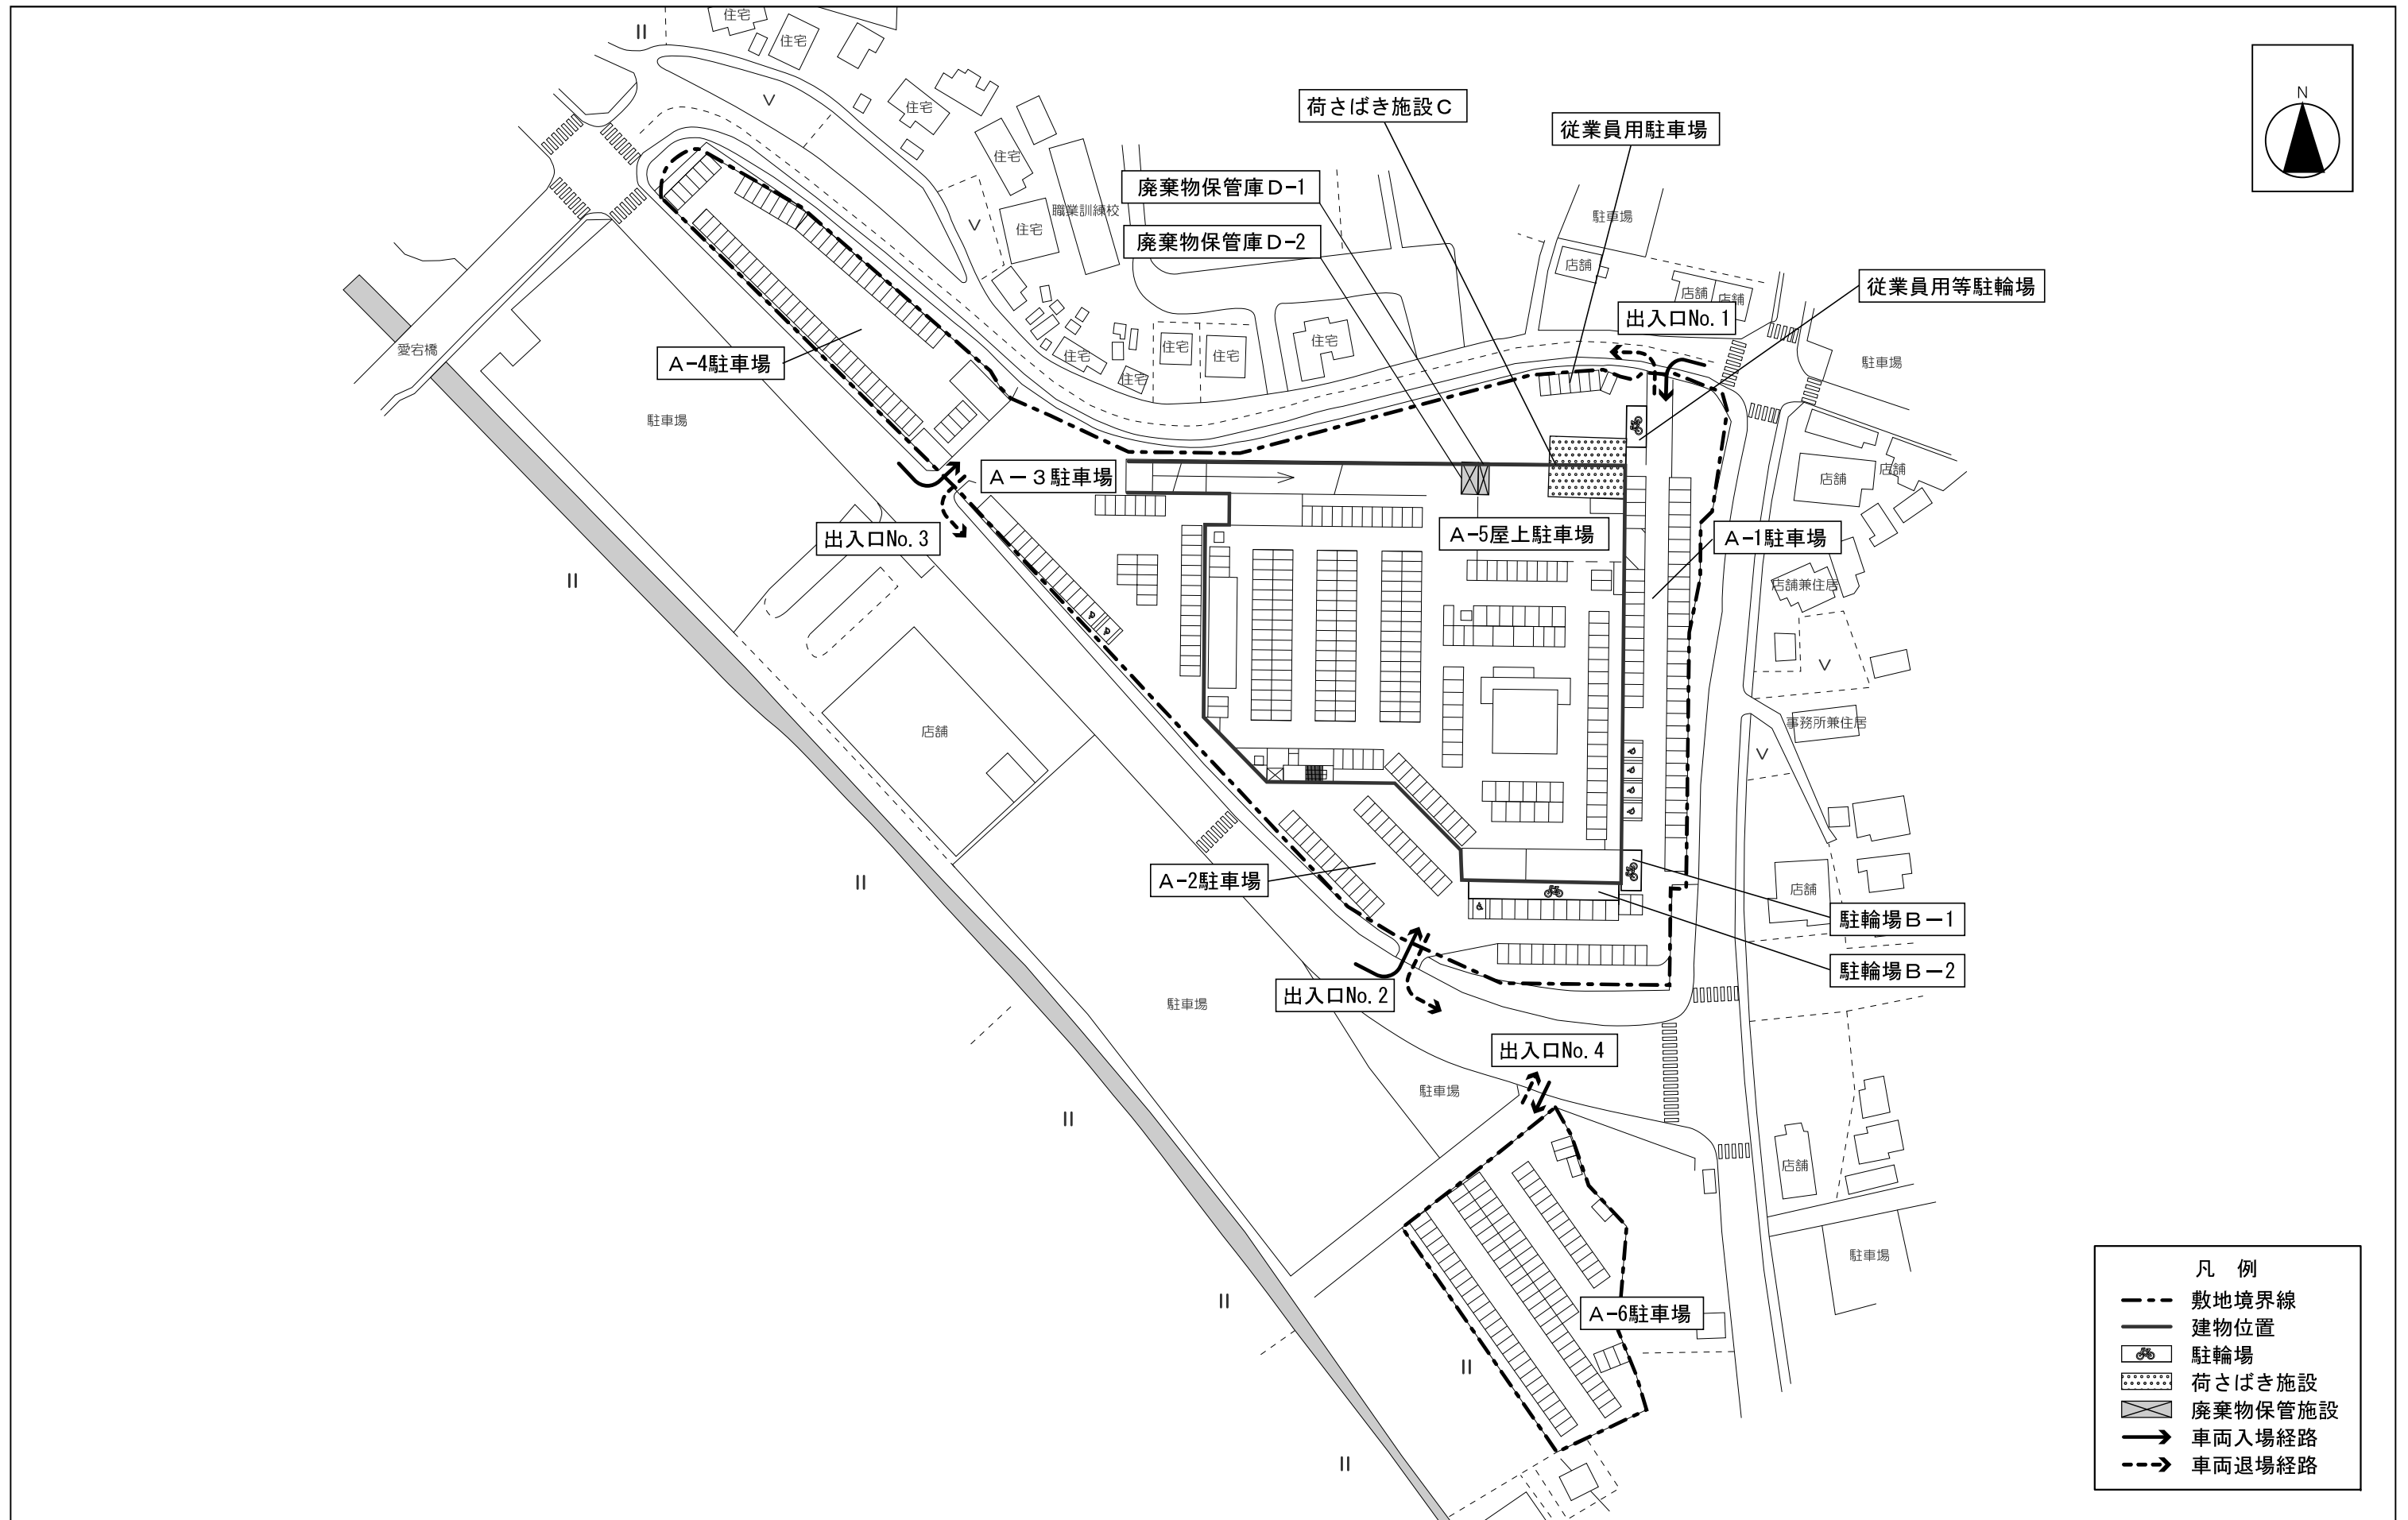 住宅
住宅
N
住宅
荷さばき施設C
従業員用駐車場
住宅
廃棄物保管庫D-1
職業訓練校
駐車場
住宅
廃棄物保管庫D-2
店舗
従業員用等駐輪場
店舗
店舗
出入口No.1
愛宕橋
A-4駐車場
住宅
住宅
住宅
住宅
住宅
駐車場
駐車場
A-3駐車場
店舗
店舗
出入口No.3
A-5屋上駐車場
A-1駐車場
店舗兼住居
店舗
事務所兼住居
A-2駐車場
店舗
駐輪場B-1
駐輪場B-2
駐車場
出入口No.2
出入口No.4
駐車場
店舗
駐車場
A-6駐車場
凡 例
敷地境界線
建物位置
駐輪場
荷さばき施設
廃棄物保管施設
車両入場経路
車両退場経路